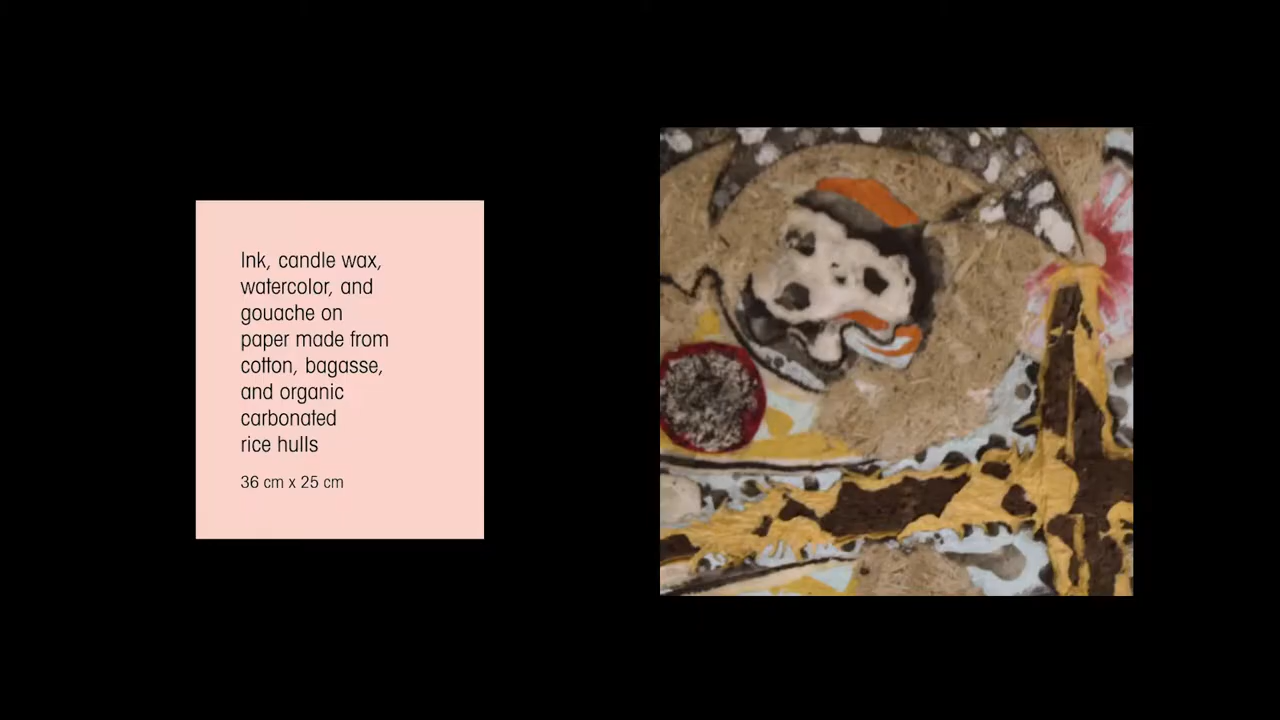 Ink, candle wax,
watercolor, and
gouache on
paper made from
cotton, bagasse,
and organic
carbonated
rice hulls
36 cm x 25 cm